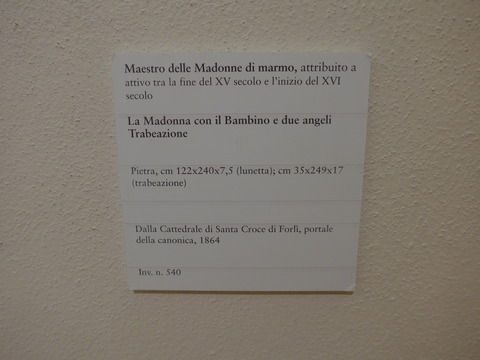 Maestro delle Madonne di marmo, attribuito a
attivo tra la fine del XV secolo e l'inizio del XVI
secolo
La Madonna con il Bambino e due angeli
Trabeazione
Pietra, cm 122x240x7,5 (lunetta); cm 35x249x17
(trabeazione)
Dalla Cattedrale di Santa Croce di Forlì, portale
della canonica, 1864
Inv. n. 540